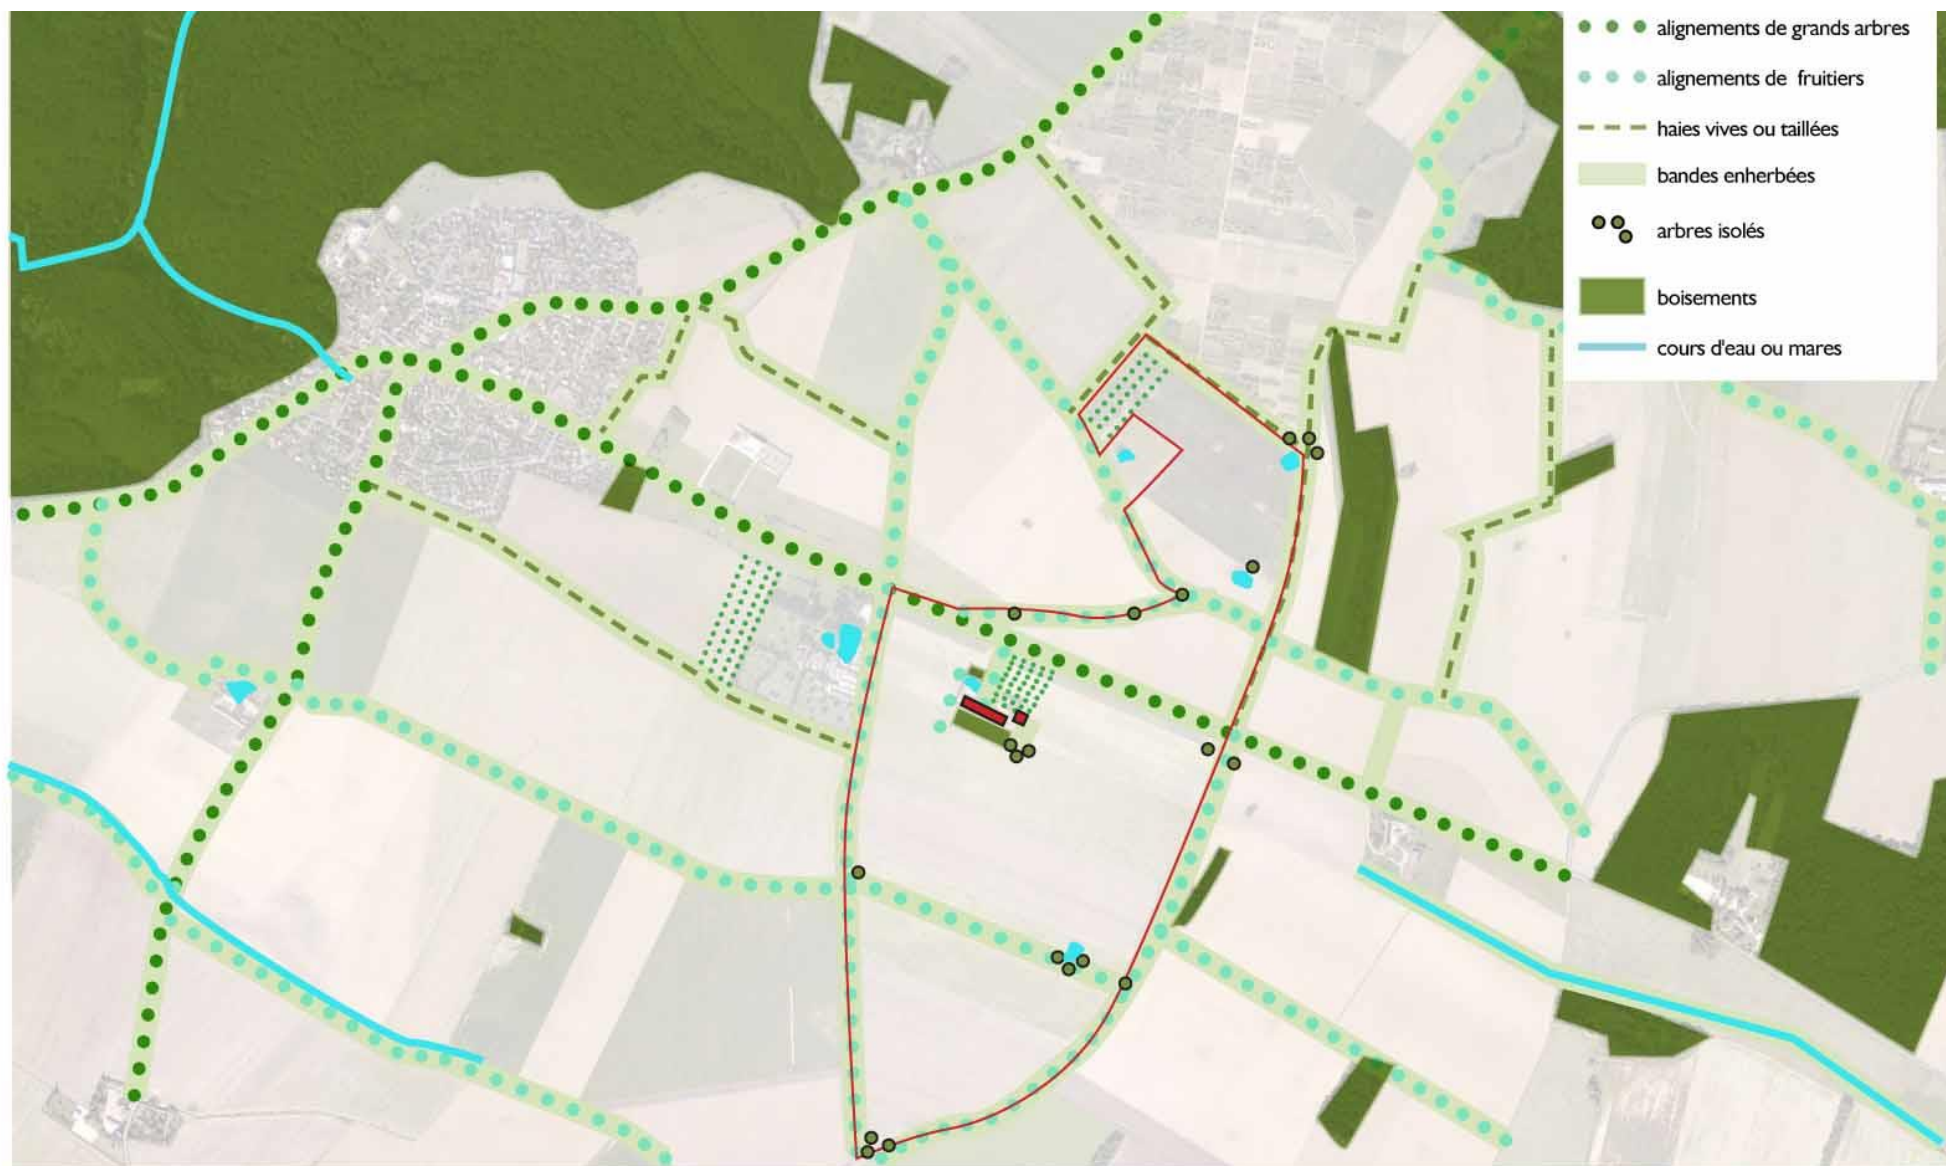 alignements de grands arbres
alignements de fruitiers
haies vives ou taillées
bandes enherbées
arbres isolés
boisements
cours d'eau ou mares